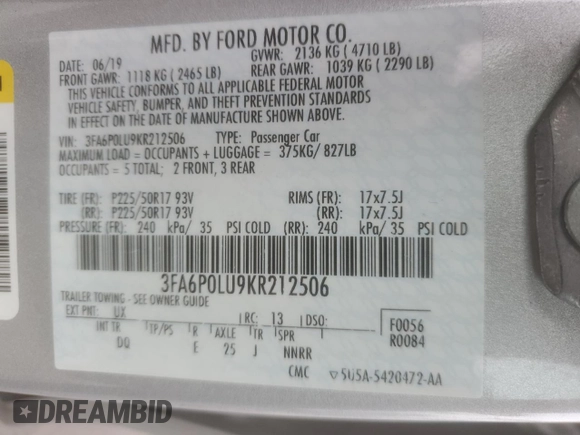 MFD. BY FORD MOTOR CO.
DATE: 06/19 GVWR: 2136 KG ( 4710 LB)
FRONT GAWR: 1118 KG ( 2465 LB) REAR GAWR: 1039 KG ( 2290 LB)
THIS VEHICLE CONFORMS TO ALL APPLICABLE FEDERAL MOTOR
VEHICLE SAFETY, BUMPER, AND THEFT PREVENTION STANDARDS
IN EFFECT ON THE DATE OF MANUFACTURE SHOWN ABOVE.
VIN: 3FA6P0LU9KR212506 TYPE: Passenger Car
MAXIMUM LOAD = OCCUPANTS + LUGGAGE = 375KG/ 827LB
OCCUPANTS = 5 TOTAL; 2 FRONT, 3 REAR
TIRE (FR): P225/50R17 93V RIMS (FR): 17x7.5J
(RR): P225/50R17 93V (RR): 17x7.5J
PRESSURE (FR): 240 kPa/ 35 PSI COLD (RR): 240 kPa/ 35 PSI COLD
3FA6P0LU9KR212506
TRAILER TOWING - SEE OWNER GUIDE
EXT PNT: UX RC: 13 DSO: F0056
INT TR TP/PS R AXLE TR SPR R0084
DQ E 25 J NNRR
CMC 5U5A-5420472-AA
DREAMBID